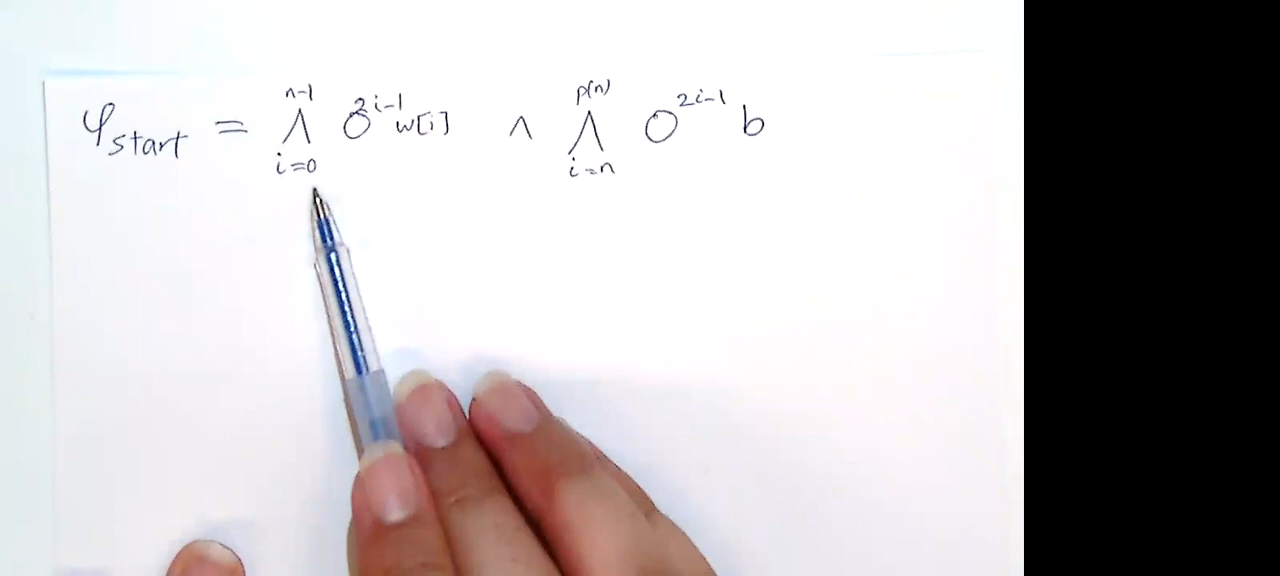 φ_start = ⋀_{i=0}^{n-1} O^{2i-1} w[i] ∧ ⋀_{i=n}^{p(n)} O^{2i-1} b